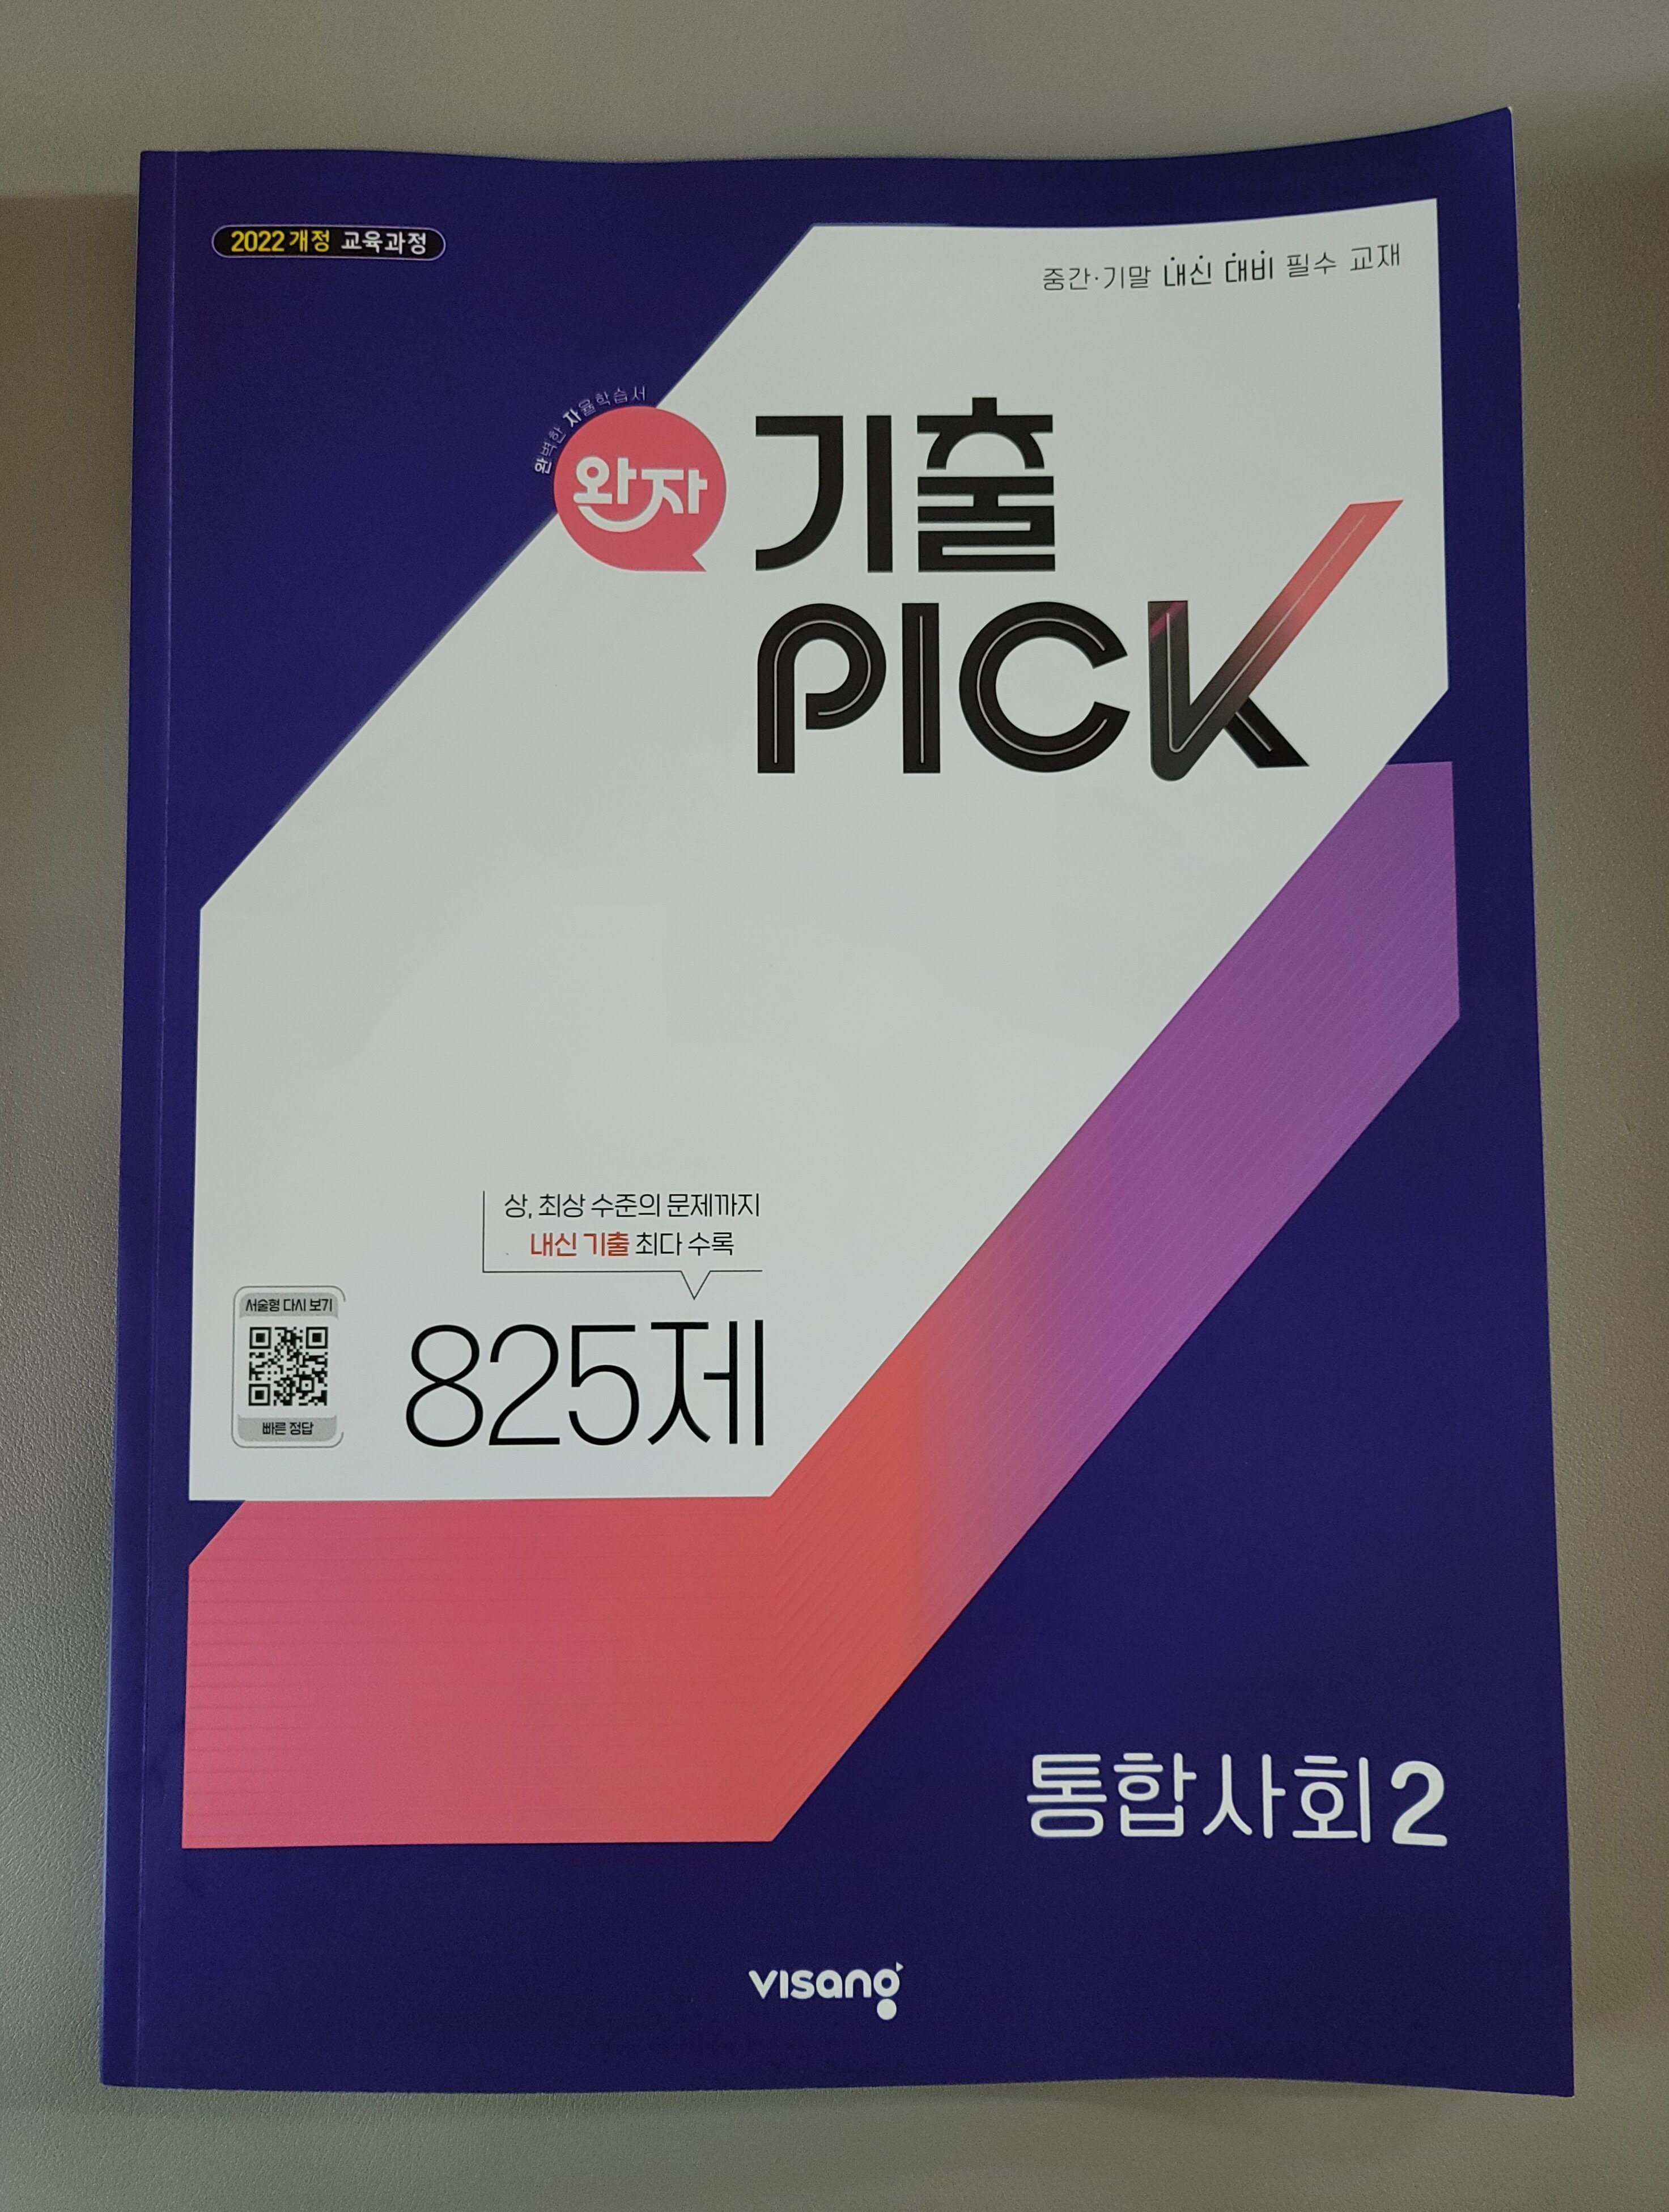 2022 개정 교육과정
중간·기말 내신 대비 필수 교재
완벽한 자율학습서
완자
기출
PICK
상, 최상 수준의 문제까지
내신 기출 최다 수록
825제
서술형 다시 보기
빠른 정답
통합사회2
visang